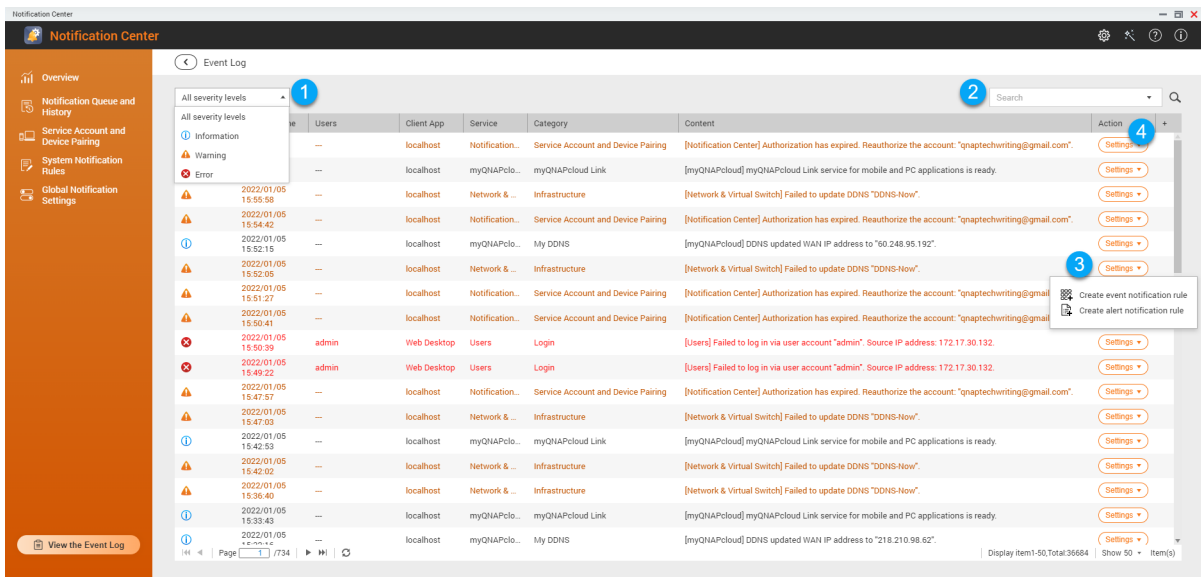 Notification Center
Notification Center
Event Log
Overview
Notification Queue and
History
Service Account and
Device Pairing
System Notification
Rules
Global Notification
Settings
View the Event Log
All severity levels
1
2
Search
All severity levels
Information
Warning
Error
Users Client App Service Category Content Action +
4
--- localhost Notification... Service Account and Device Pairing [Notification Center] Authorization has expired. Reauthorize the account: "qnaptechwriting@gmail.com". Settings
--- localhost myQNAPclo... myQNAPcloud Link [myQNAPcloud] myQNAPcloud Link service for mobile and PC applications is ready. Settings
2022/01/05
15:55:58 --- localhost Network & ... Infrastructure [Network & Virtual Switch] Failed to update DDNS "DDNS-Now". Settings
2022/01/05
15:54:42 --- localhost Notification... Service Account and Device Pairing [Notification Center] Authorization has expired. Reauthorize the account: "qnaptechwriting@gmail.com". Settings
2022/01/05
15:52:15 --- localhost myQNAPclo... My DDNS [myQNAPcloud] DDNS updated WAN IP address to "60.248.95.192". Settings
2022/01/05
15:52:05 --- localhost Network & ... Infrastructure [Network & Virtual Switch] Failed to update DDNS "DDNS-Now". Settings
3
Create event notification rule
Create alert notification rule
2022/01/05
15:51:27 --- localhost Notification... Service Account and Device Pairing [Notification Center] Authorization has expired. Reauthorize the account: "qnaptechwriting@gmail
2022/01/05
15:50:41 --- localhost Notification... Service Account and Device Pairing [Notification Center] Authorization has expired. Reauthorize the account: "qnaptechwriting@gmail
2022/01/05
15:50:39 admin Web Desktop Users Login [Users] Failed to log in via user account "admin". Source IP address: 172.17.30.132. Settings
2022/01/05
15:49:22 admin Web Desktop Users Login [Users] Failed to log in via user account "admin". Source IP address: 172.17.30.132. Settings
2022/01/05
15:47:57 --- localhost Notification... Service Account and Device Pairing [Notification Center] Authorization has expired. Reauthorize the account: "qnaptechwriting@gmail.com". Settings
2022/01/05
15:47:03 --- localhost Network & ... Infrastructure [Network & Virtual Switch] Failed to update DDNS "DDNS-Now". Settings
2022/01/05
15:42:53 --- localhost myQNAPclo... myQNAPcloud Link [myQNAPcloud] myQNAPcloud Link service for mobile and PC applications is ready. Settings
2022/01/05
15:42:02 --- localhost Network & ... Infrastructure [Network & Virtual Switch] Failed to update DDNS "DDNS-Now". Settings
2022/01/05
15:36:40 --- localhost Network & ... Infrastructure [Network & Virtual Switch] Failed to update DDNS "DDNS-Now". Settings
2022/01/05
15:33:43 --- localhost myQNAPclo... myQNAPcloud Link [myQNAPcloud] myQNAPcloud Link service for mobile and PC applications is ready. Settings
2022/01/05
--- localhost myQNAPclo... My DDNS [myQNAPcloud] DDNS updated WAN IP address to "218.210.98.62". Settings
Page 1 /734 Display item1-50,Total:36684 Show 50 Item(s)